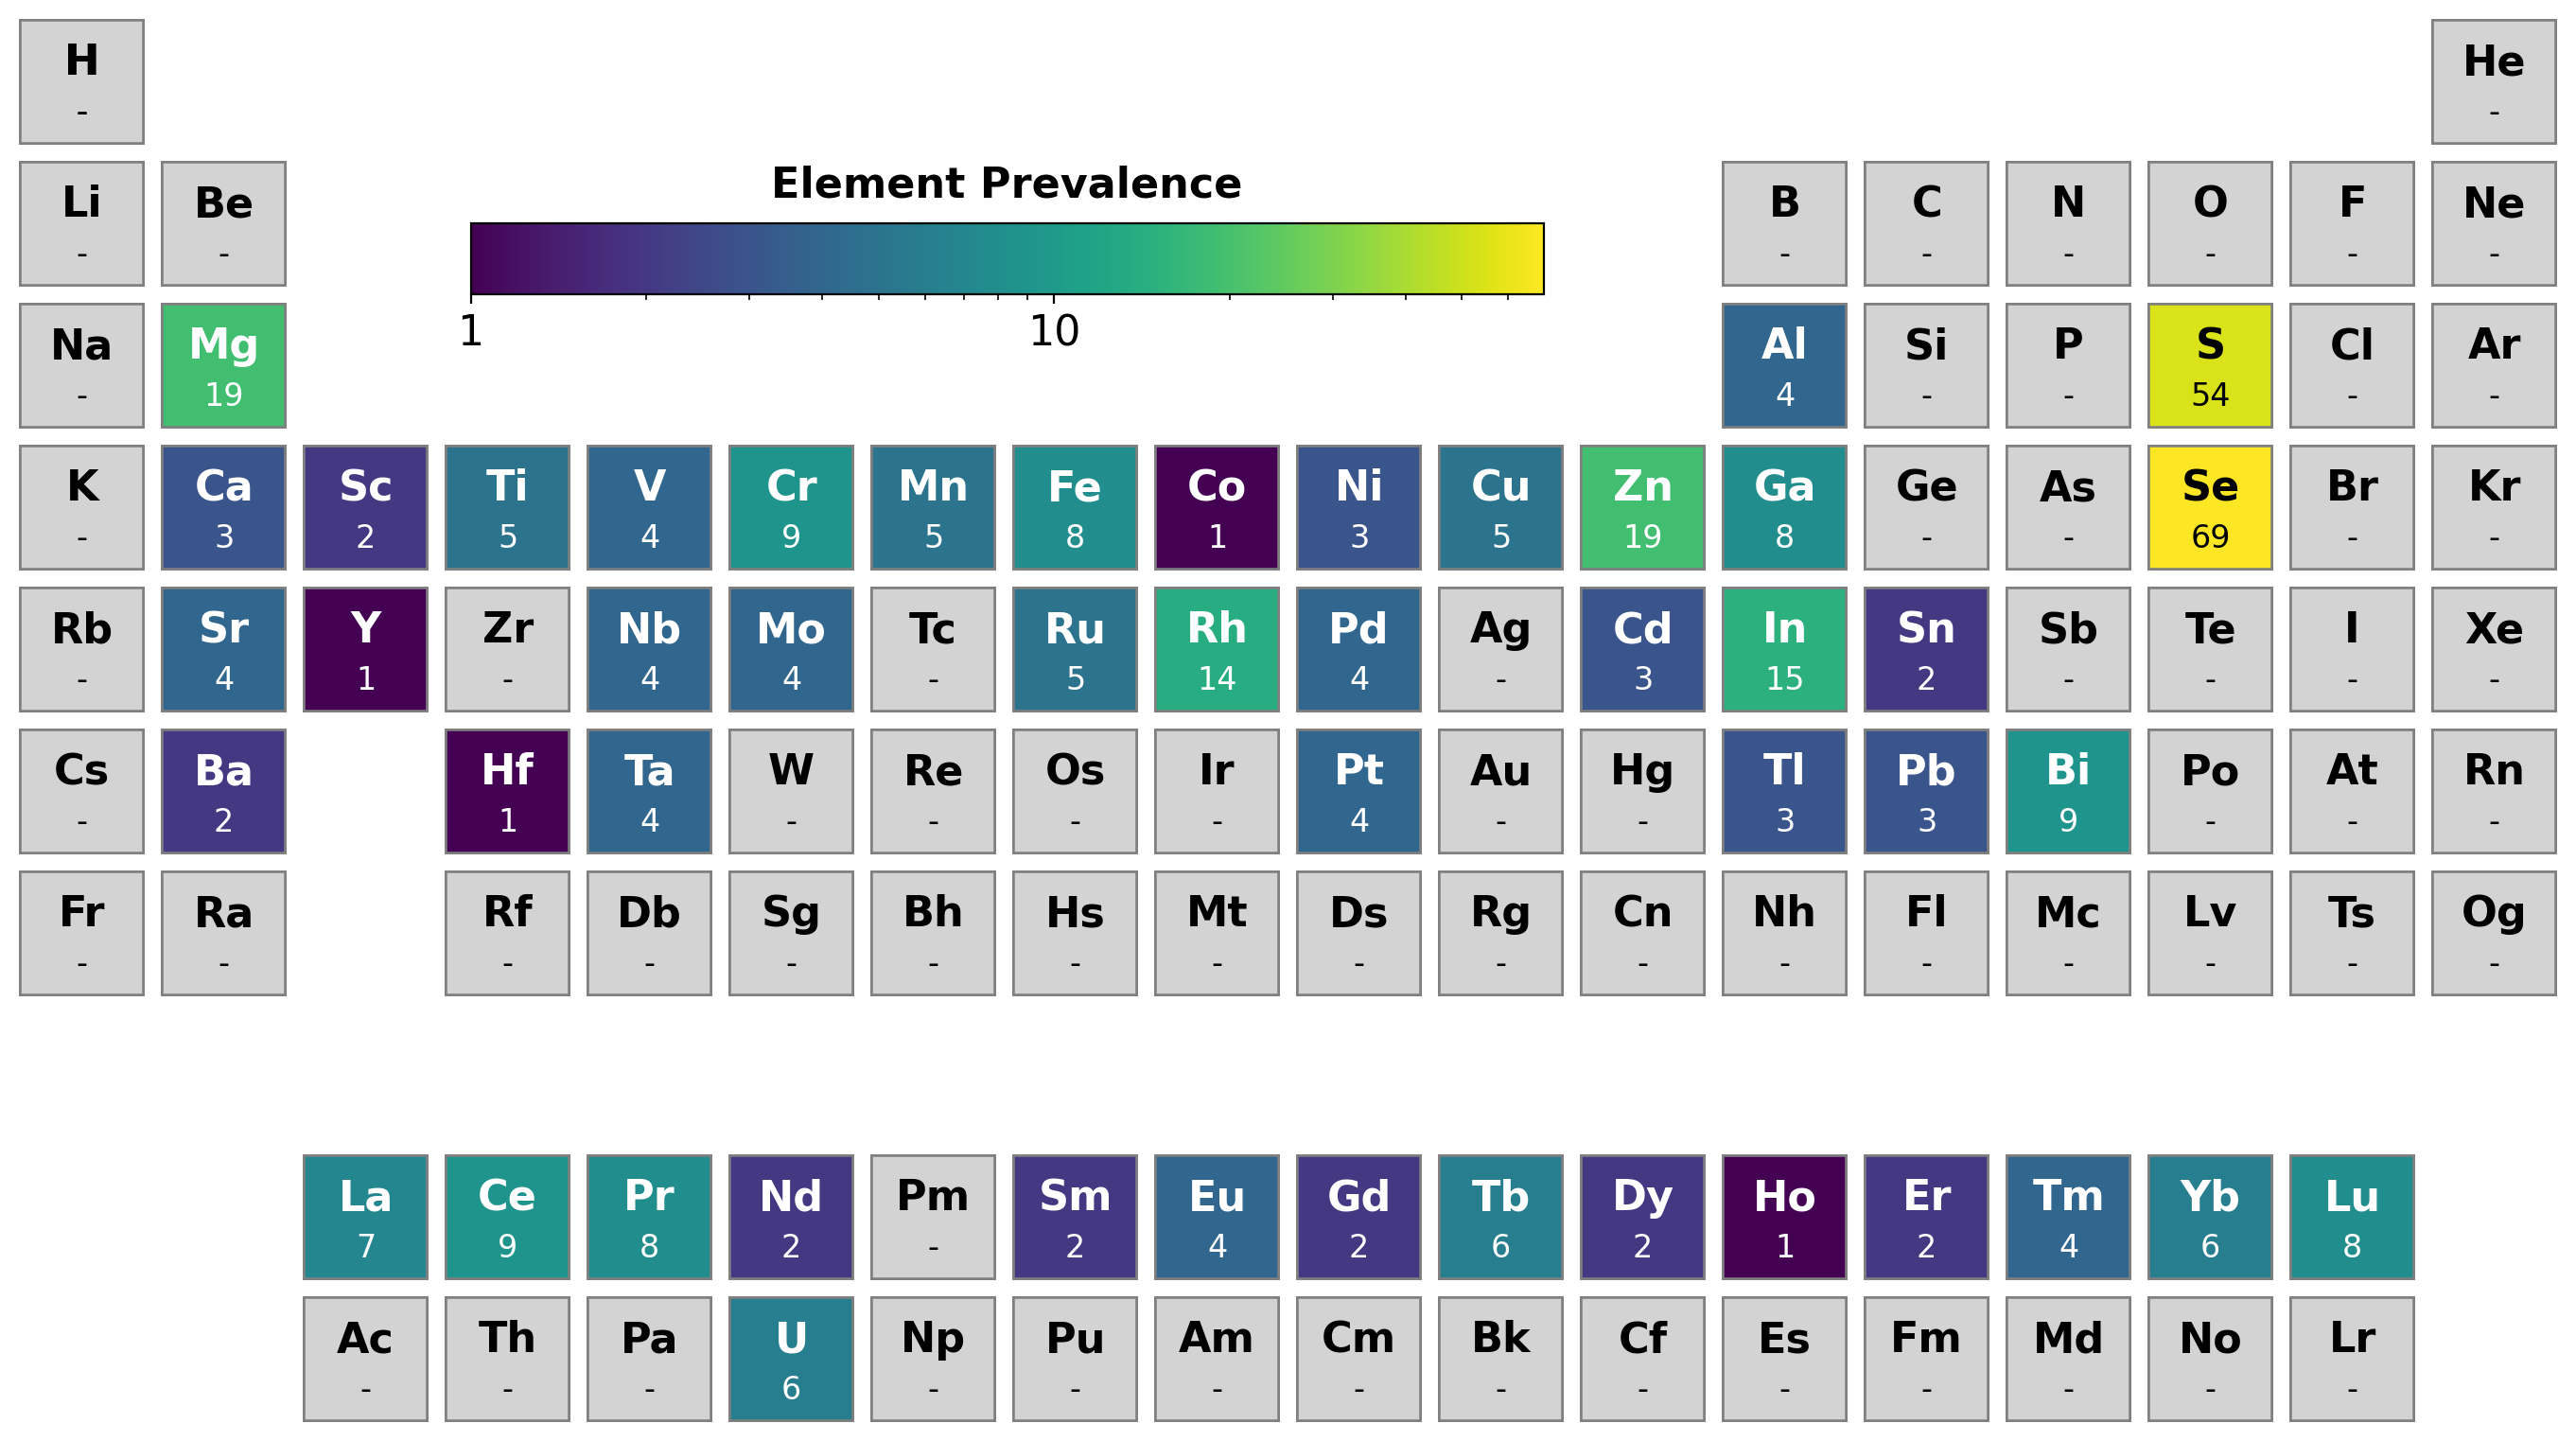 H He
- -
Element Prevalence
Li Be B C N O F Ne
- - - - - - - -
1 10
Na Mg Al Si P S Cl Ar
- 19 4 - - 54 - -
K Ca Sc Ti V Cr Mn Fe Co Ni Cu Zn Ga Ge As Se Br Kr
- 3 2 5 4 9 5 8 1 3 5 19 8 - - 69 - -
Rb Sr Y Zr Nb Mo Tc Ru Rh Pd Ag Cd In Sn Sb Te I Xe
- 4 1 - 4 4 - 5 14 4 - 3 15 2 - - - -
Cs Ba Hf Ta W Re Os Ir Pt Au Hg Tl Pb Bi Po At Rn
- 2 1 4 - - - - 4 - - 3 3 9 - - -
Fr Ra Rf Db Sg Bh Hs Mt Ds Rg Cn Nh Fl Mc Lv Ts Og
- - - - - - - - - - - - - - - - -
La Ce Pr Nd Pm Sm Eu Gd Tb Dy Ho Er Tm Yb Lu
7 9 8 2 - 2 4 2 6 2 1 2 4 6 8
Ac Th Pa U Np Pu Am Cm Bk Cf Es Fm Md No Lr
- - - 6 - - - - - - - - - - -